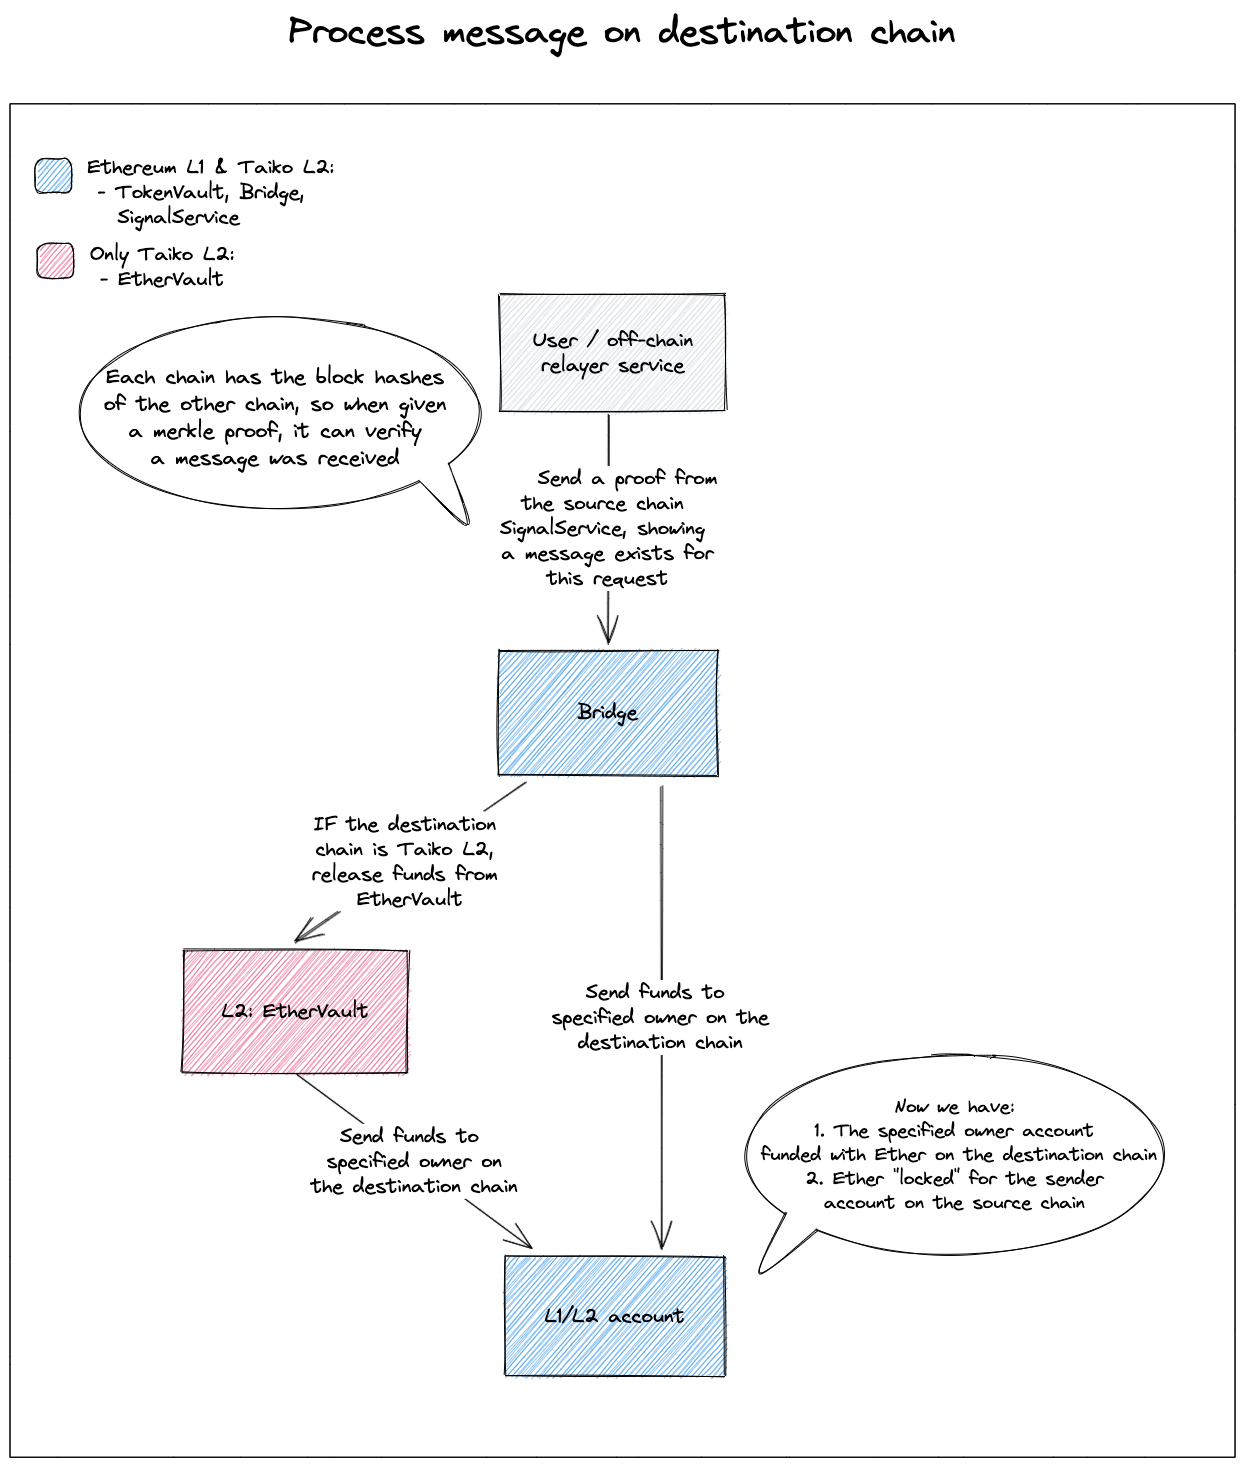 Process message on destination chain
Ethereum L1 & Taiko L2:
- TokenVault, Bridge,
SignalService
Only Taiko L2:
- EtherVault
User / off-chain
relayer service
Each chain has the block hashes
of the other chain, so when given
a merkle proof, it can verify
a message was received
Send a proof from
the source chain
SignalService, showing
a message exists for
this request
Bridge
IF the destination
chain is Taiko L2,
release funds from
EtherVault
L2: EtherVault
Send funds to
specified owner on the
destination chain
Send funds to
specified owner on
the destination chain
Now we have:
1. The specified owner account
funded with Ether on the destination chain
2. Ether "locked" for the sender
account on the source chain
L1/L2 account